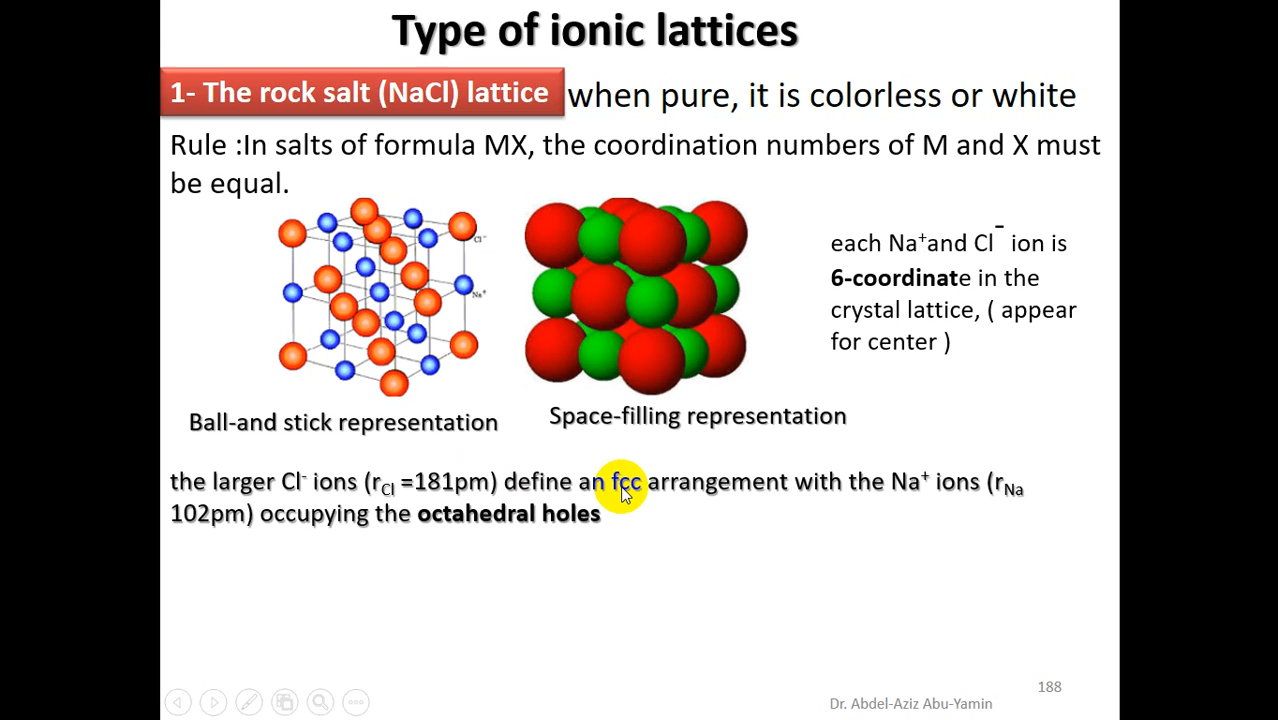 Type of ionic lattices
1- The rock salt (NaCl) lattice when pure, it is colorless or white
Rule :In salts of formula MX, the coordination numbers of M and X must
be equal.
Cl⁻
Na⁺
each Na⁺and Cl⁻ ion is
6-coordinate in the
crystal lattice, ( appear
for center )
Ball-and stick representation
Space-filling representation
the larger Cl⁻ ions (rCl =181pm) define an fcc arrangement with the Na⁺ ions (rNa
102pm) occupying the octahedral holes
188
Dr. Abdel-Aziz Abu-Yamin